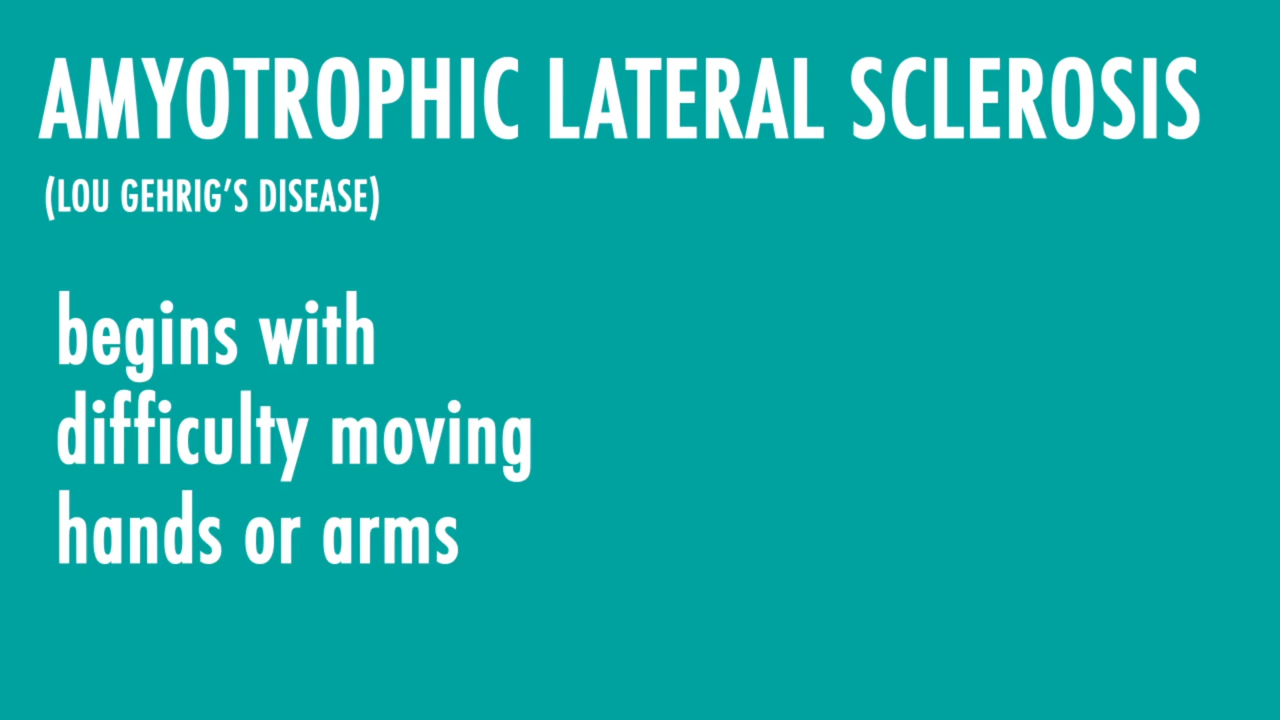 AMYOTROPHIC LATERAL SCLEROSIS
(LOU GEHRIG’S DISEASE)
begins with
difficulty moving
hands or arms